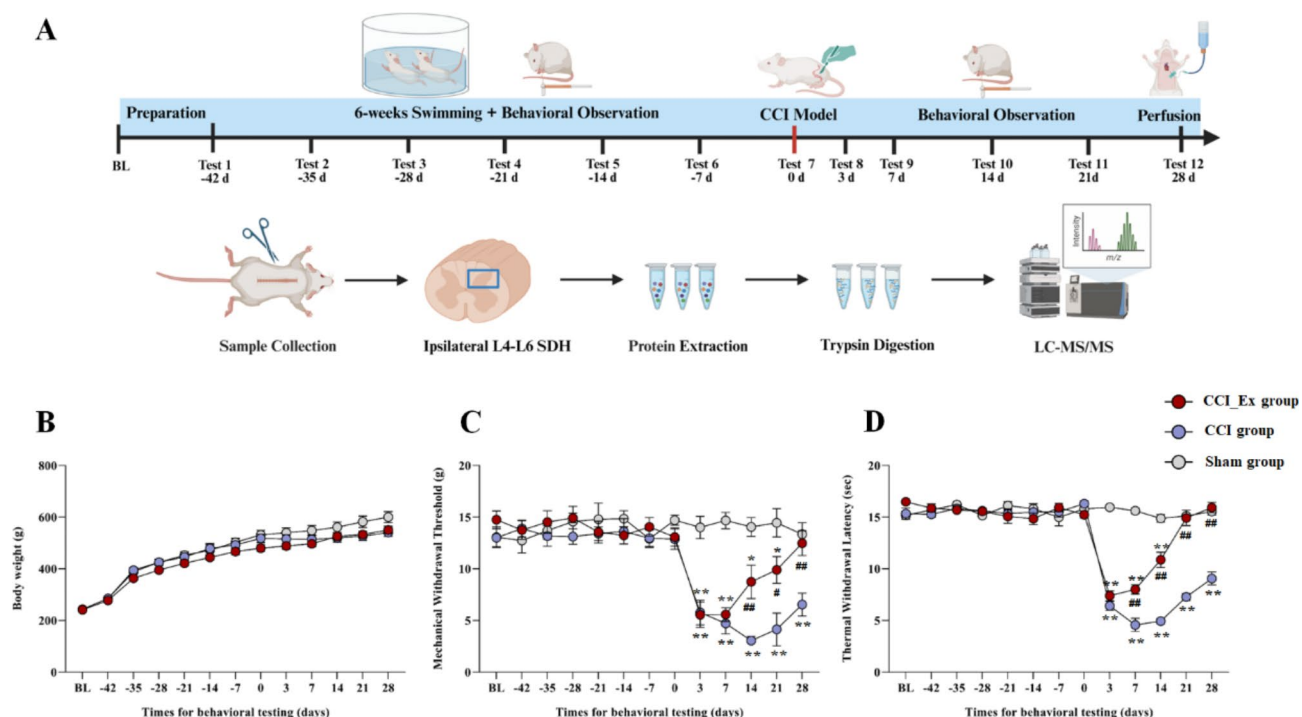 A
Preparation 6-weeks Swimming + Behavioral Observation CCI Model Behavioral Observation Perfusion
BL Test 1 Test 2 Test 3 Test 4 Test 5 Test 6 Test 7 Test 8 Test 9 Test 10 Test 11 Test 12
-42 d -35 d -28 d -21 d -14 d -7 d 0 d 3 d 7 d 14 d 21d 28 d
Intensity
m/z
Sample Collection Ipsilateral L4-L6 SDH Protein Extraction Trypsin Digestion LC-MS/MS
CCI_Ex group
CCI group
Sham group
B
Body weight (g)
800
600
400
200
0
BL -42 -35 -28 -21 -14 -7 0 3 7 14 21 28
Times for behavioral testing (days)
C
Mechanical Withdrawal Threshold (g)
20
15
10
5
0
** ** * *
## # ##
** ** ** ** **
BL -42 -35 -28 -21 -14 -7 0 3 7 14 21 28
Times for behavioral testing (days)
D
Thermal Withdrawal Latency (sec)
20
15
10
5
0
** ** **
## ## ## ##
** ** ** ** **
BL -42 -35 -28 -21 -14 -7 0 3 7 14 21 28
Times for behavioral testing (days)